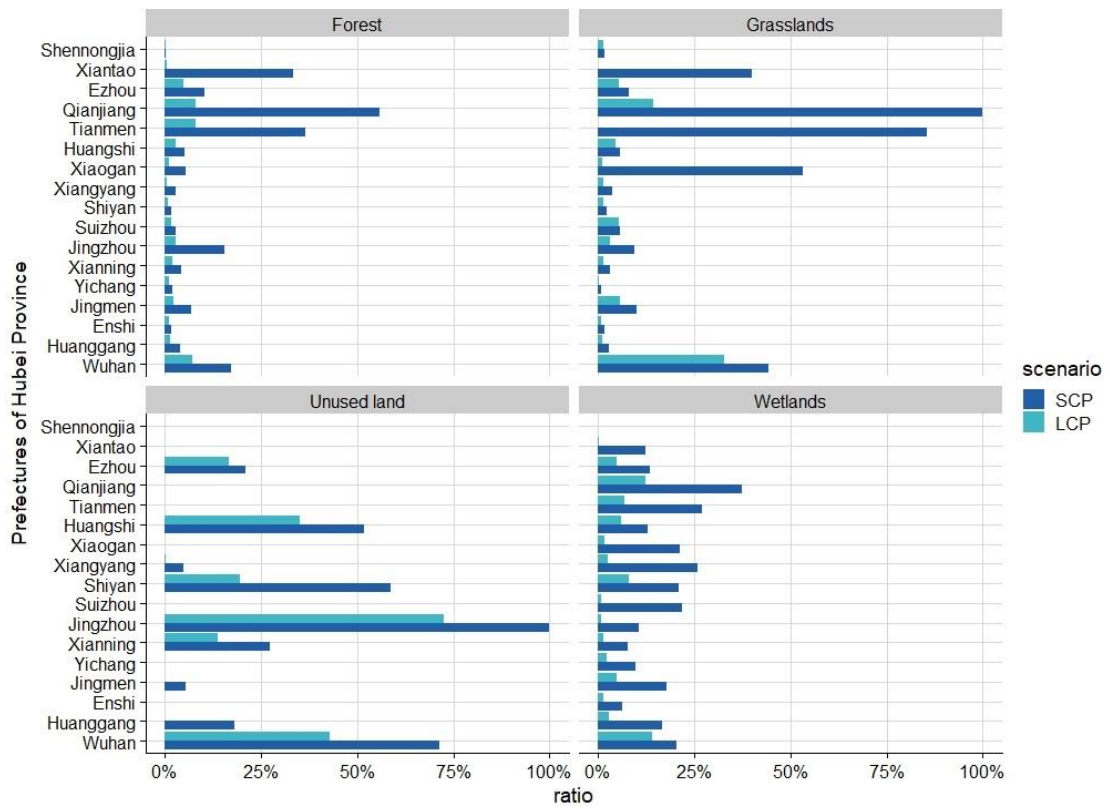 Forest
Grasslands
Shennongjia
Xiantao
Ezhou
Qianjiang
Tianmen
Huangshi
Xiaogan
Xiangyang
Shiyan
Suizhou
Jingzhou
Xianning
Yichang
Jingmen
Enshi
Huanggang
Wuhan
Unused land
Wetlands
Shennongjia
Xiantao
Ezhou
Qianjiang
Tianmen
Huangshi
Xiaogan
Xiangyang
Shiyan
Suizhou
Jingzhou
Xianning
Yichang
Jingmen
Enshi
Huanggang
Wuhan
0% 25% 50% 75% 100%
0% 25% 50% 75% 100%
ratio
Prefectures of Hubei Province
scenario
SCP
LCP